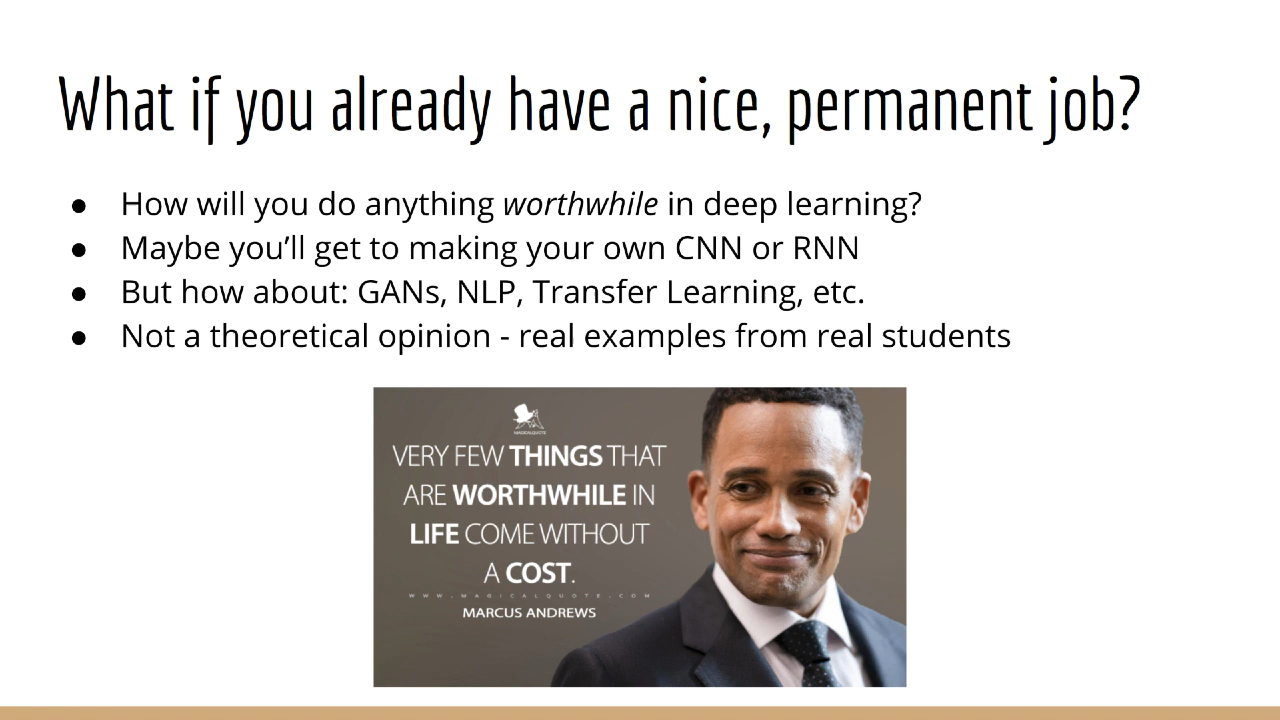 What if you already have a nice, permanent job?
● How will you do anything worthwhile in deep learning?
● Maybe you’ll get to making your own CNN or RNN
● But how about: GANs, NLP, Transfer Learning, etc.
● Not a theoretical opinion - real examples from real students
MAGICALQUOTE
VERY FEW THINGS THAT
ARE WORTHWHILE IN
LIFE COME WITHOUT
A COST.
WWW.MAGICALQUOTE.COM
MARCUS ANDREWS